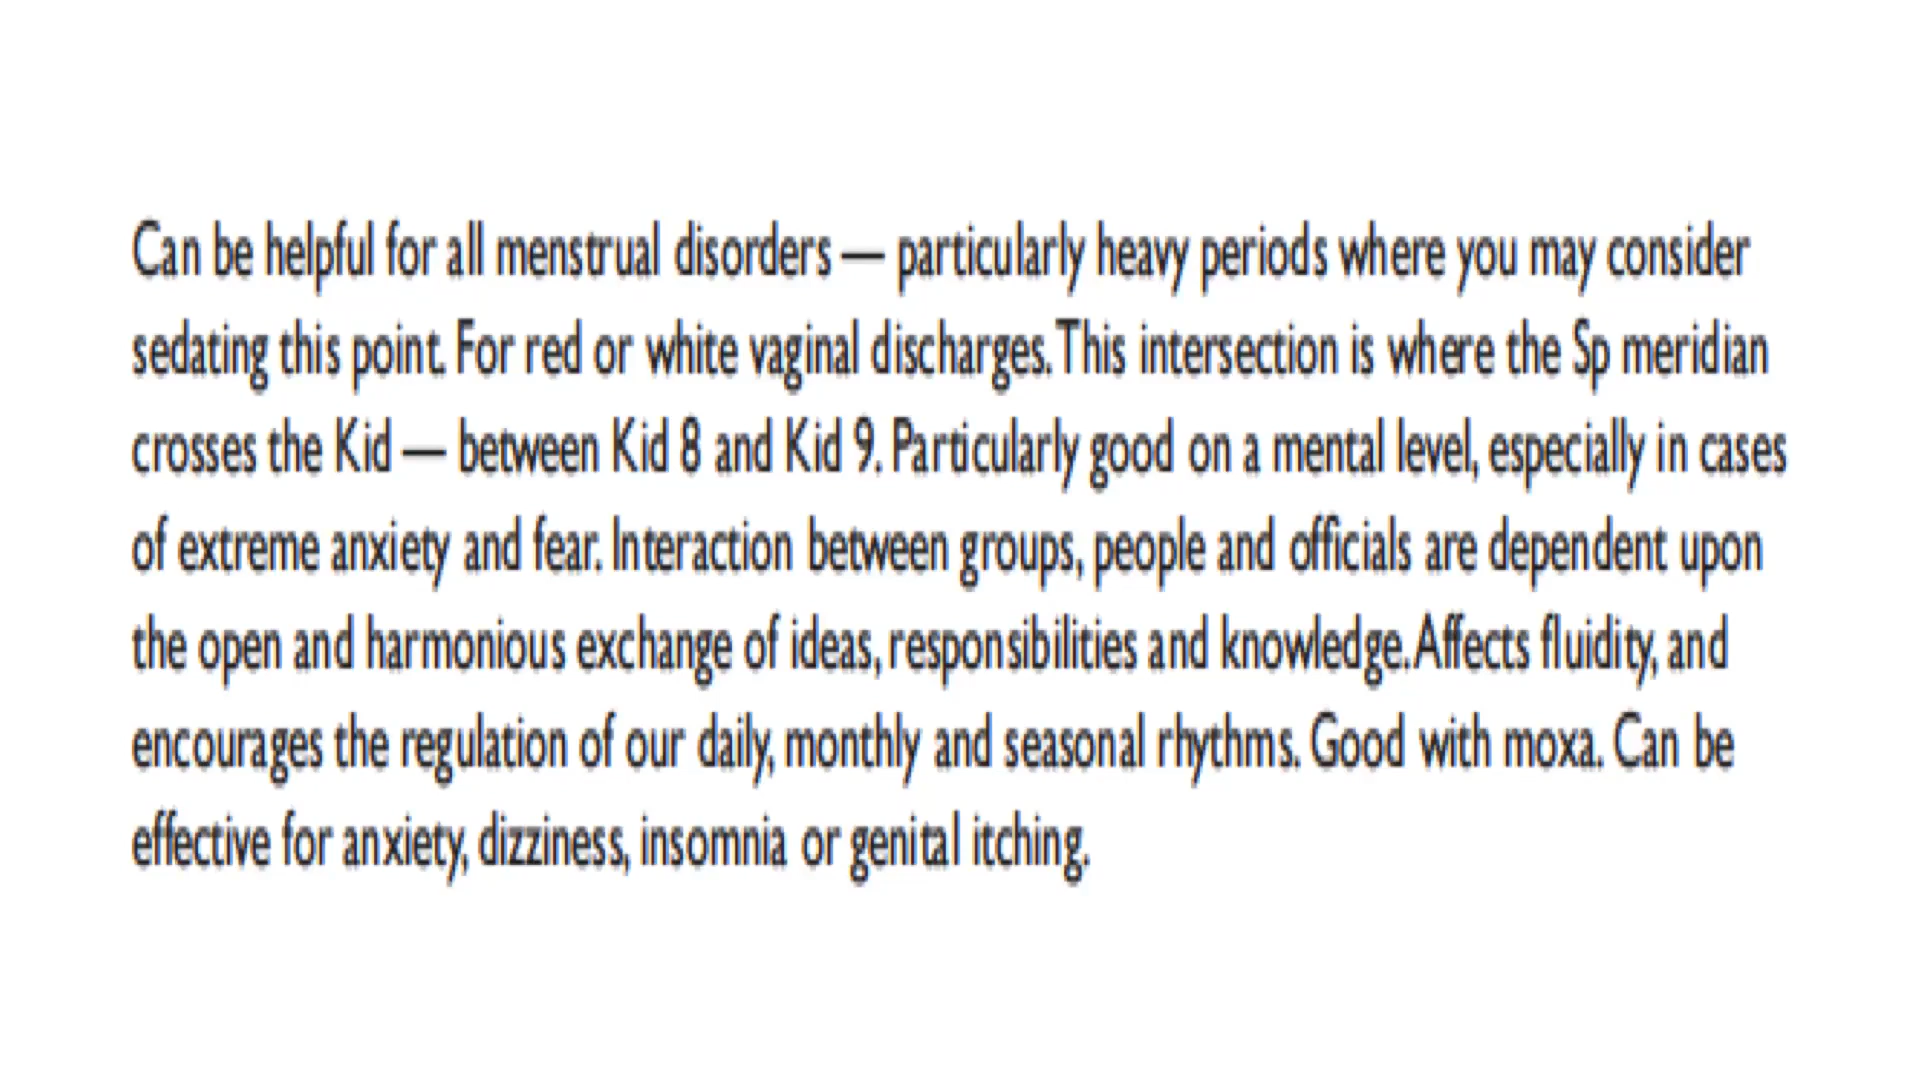 Can be helpful for all menstrual disorders — particularly heavy periods where you may consider
sedating this point. For red or white vaginal discharges. This intersection is where the Sp meridian
crosses the Kid — between Kid 8 and Kid 9. Particularly good on a mental level, especially in cases
of extreme anxiety and fear. Interaction between groups, people and officials are dependent upon
the open and harmonious exchange of ideas, responsibilities and knowledge. Affects fluidity, and
encourages the regulation of our daily, monthly and seasonal rhythms. Good with moxa. Can be
effective for anxiety, dizziness, insomnia or genital itching.